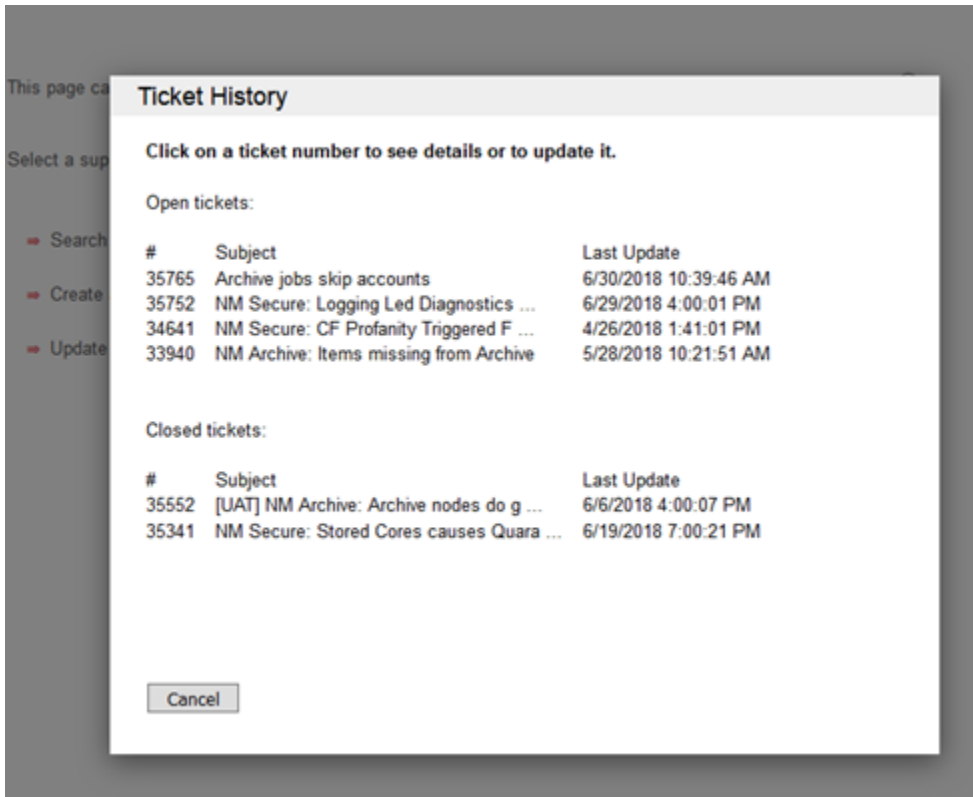 This page ca
Ticket History
Click on a ticket number to see details or to update it.
Select a sup
Open tickets:
Search
# Subject Last Update
35765 Archive jobs skip accounts 6/30/2018 10:39:46 AM
Create
35752 NM Secure: Logging Led Diagnostics ... 6/29/2018 4:00:01 PM
34641 NM Secure: CF Profanity Triggered F ... 4/26/2018 1:41:01 PM
Update
33940 NM Archive: Items missing from Archive 5/28/2018 10:21:51 AM
Closed tickets:
# Subject Last Update
35552 [UAT] NM Archive: Archive nodes do g ... 6/6/2018 4:00:07 PM
35341 NM Secure: Stored Cores causes Quara ... 6/19/2018 7:00:21 PM
Cancel